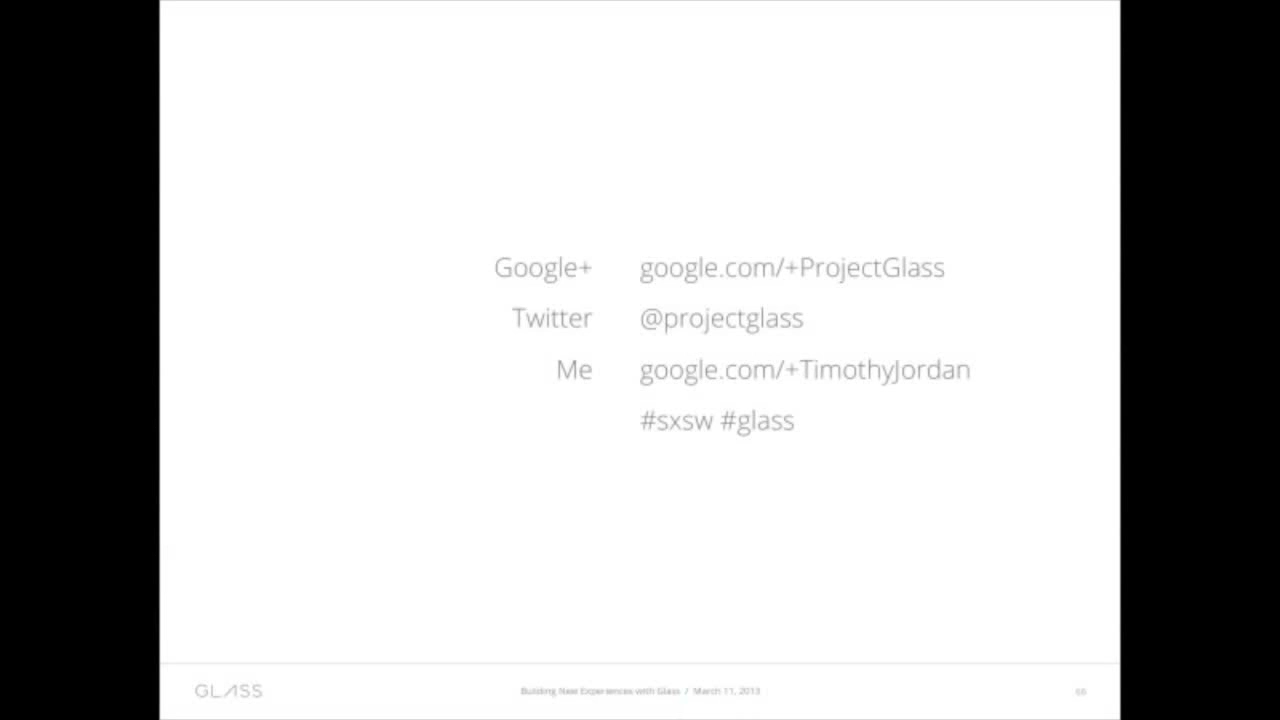 Google+ google.com/+ProjectGlass
Twitter @projectglass
Me google.com/+TimothyJordan
#sxsw #glass
GLASS Building New Experiences with Glass / March 11, 2013